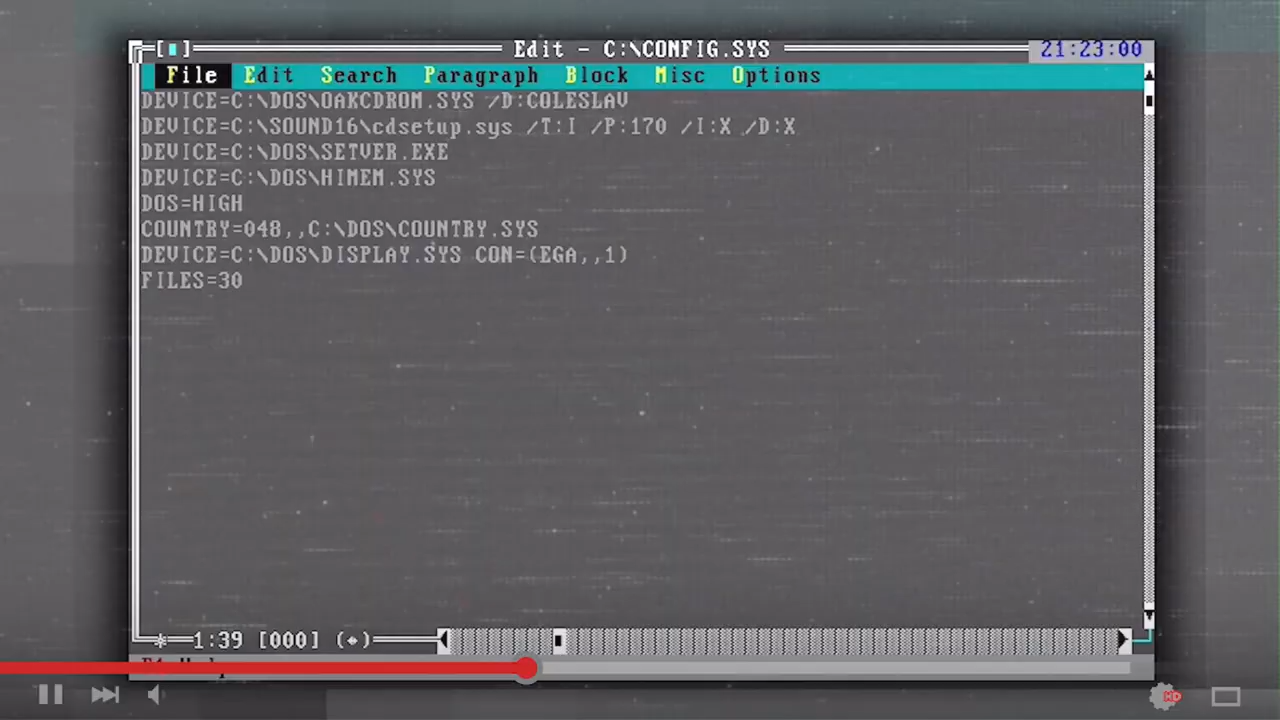 Edit - C:\CONFIG.SYS
21:23:00
File Edit Search Paragraph Block Misc Options
DEVICE=C:\DOS\OAKCDROM.SYS /D:COLESLAV
DEVICE=C:\SOUND16\cdsetup.sys /T:I /P:170 /I:X /D:X
DEVICE=C:\DOS\SETVER.EXE
DEVICE=C:\DOS\HIMEM.SYS
DOS=HIGH
COUNTRY=048,,C:\DOS\COUNTRY.SYS
DEVICE=C:\DOS\DISPLAY.SYS CON=(EGA,,1)
FILES=30
1:39 [000]
HD